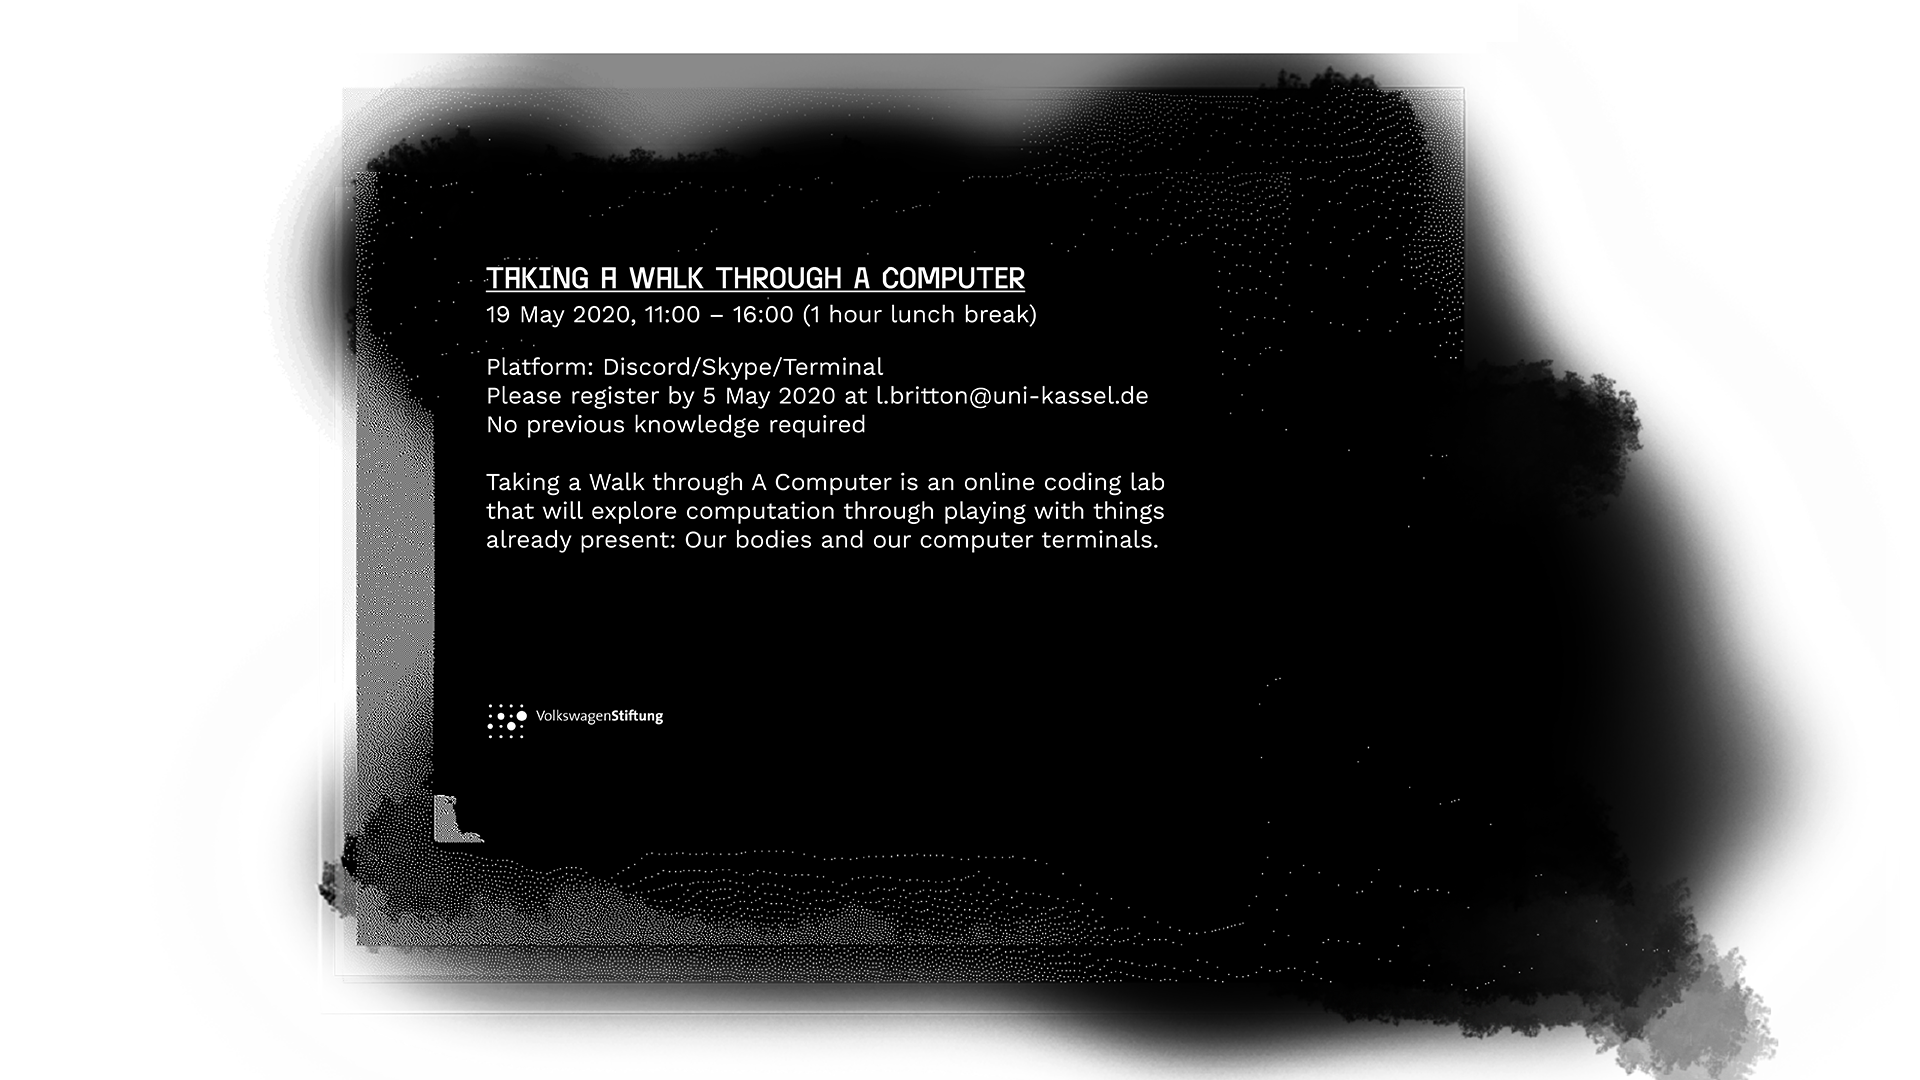 TAKING A WALK THROUGH A COMPUTER
19 May 2020, 11:00 – 16:00 (1 hour lunch break)
Platform: Discord/Skype/Terminal
Please register by 5 May 2020 at l.britton@uni-kassel.de
No previous knowledge required
Taking a Walk through A Computer is an online coding lab
that will explore computation through playing with things
already present: Our bodies and our computer terminals.
VolkswagenStiftung